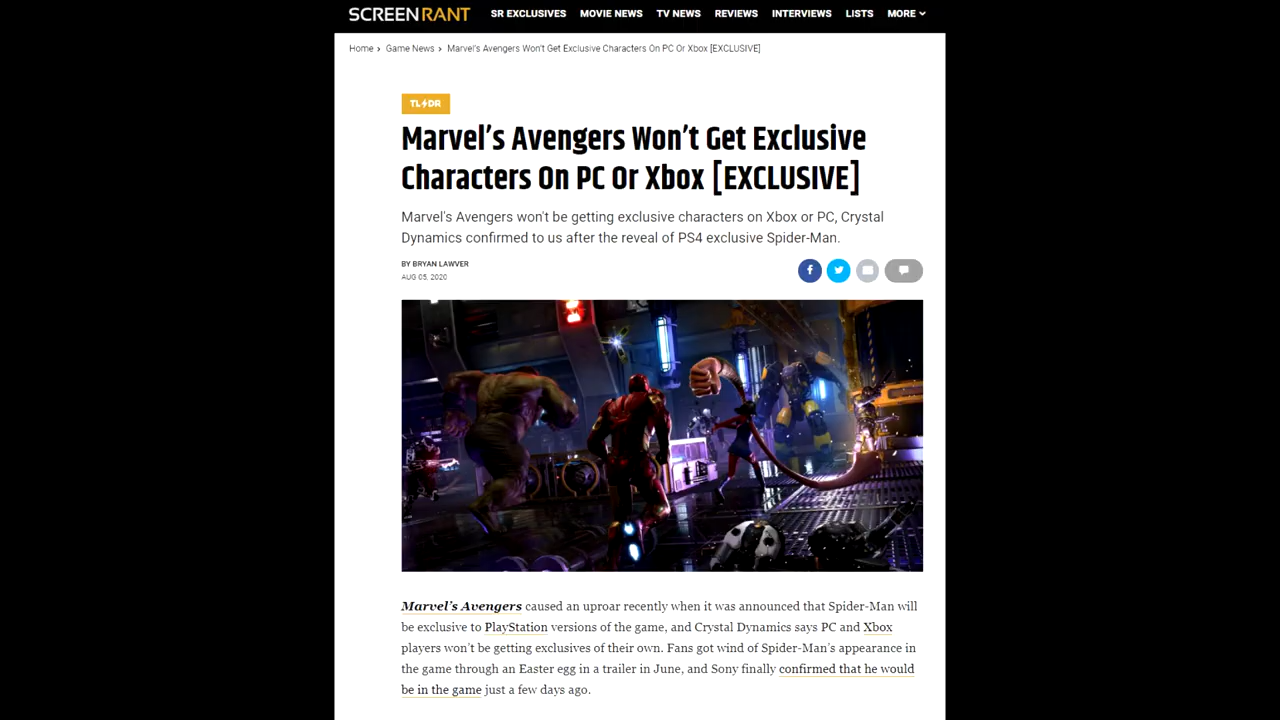 SCREENRANT SR EXCLUSIVES MOVIE NEWS TV NEWS REVIEWS INTERVIEWS LISTS MORE
Home › Game News › Marvel's Avengers Won't Get Exclusive Characters On PC Or Xbox [EXCLUSIVE]
TL DR
Marvel’s Avengers Won’t Get Exclusive
Characters On PC Or Xbox [EXCLUSIVE]
Marvel's Avengers won't be getting exclusive characters on Xbox or PC, Crystal
Dynamics confirmed to us after the reveal of PS4 exclusive Spider-Man.
BY BRYAN LAWVER
AUG 05, 2020
Marvel’s Avengers caused an uproar recently when it was announced that Spider-Man will
be exclusive to PlayStation versions of the game, and Crystal Dynamics says PC and Xbox
players won’t be getting exclusives of their own. Fans got wind of Spider-Man’s appearance in
the game through an Easter egg in a trailer in June, and Sony finally confirmed that he would
be in the game just a few days ago.